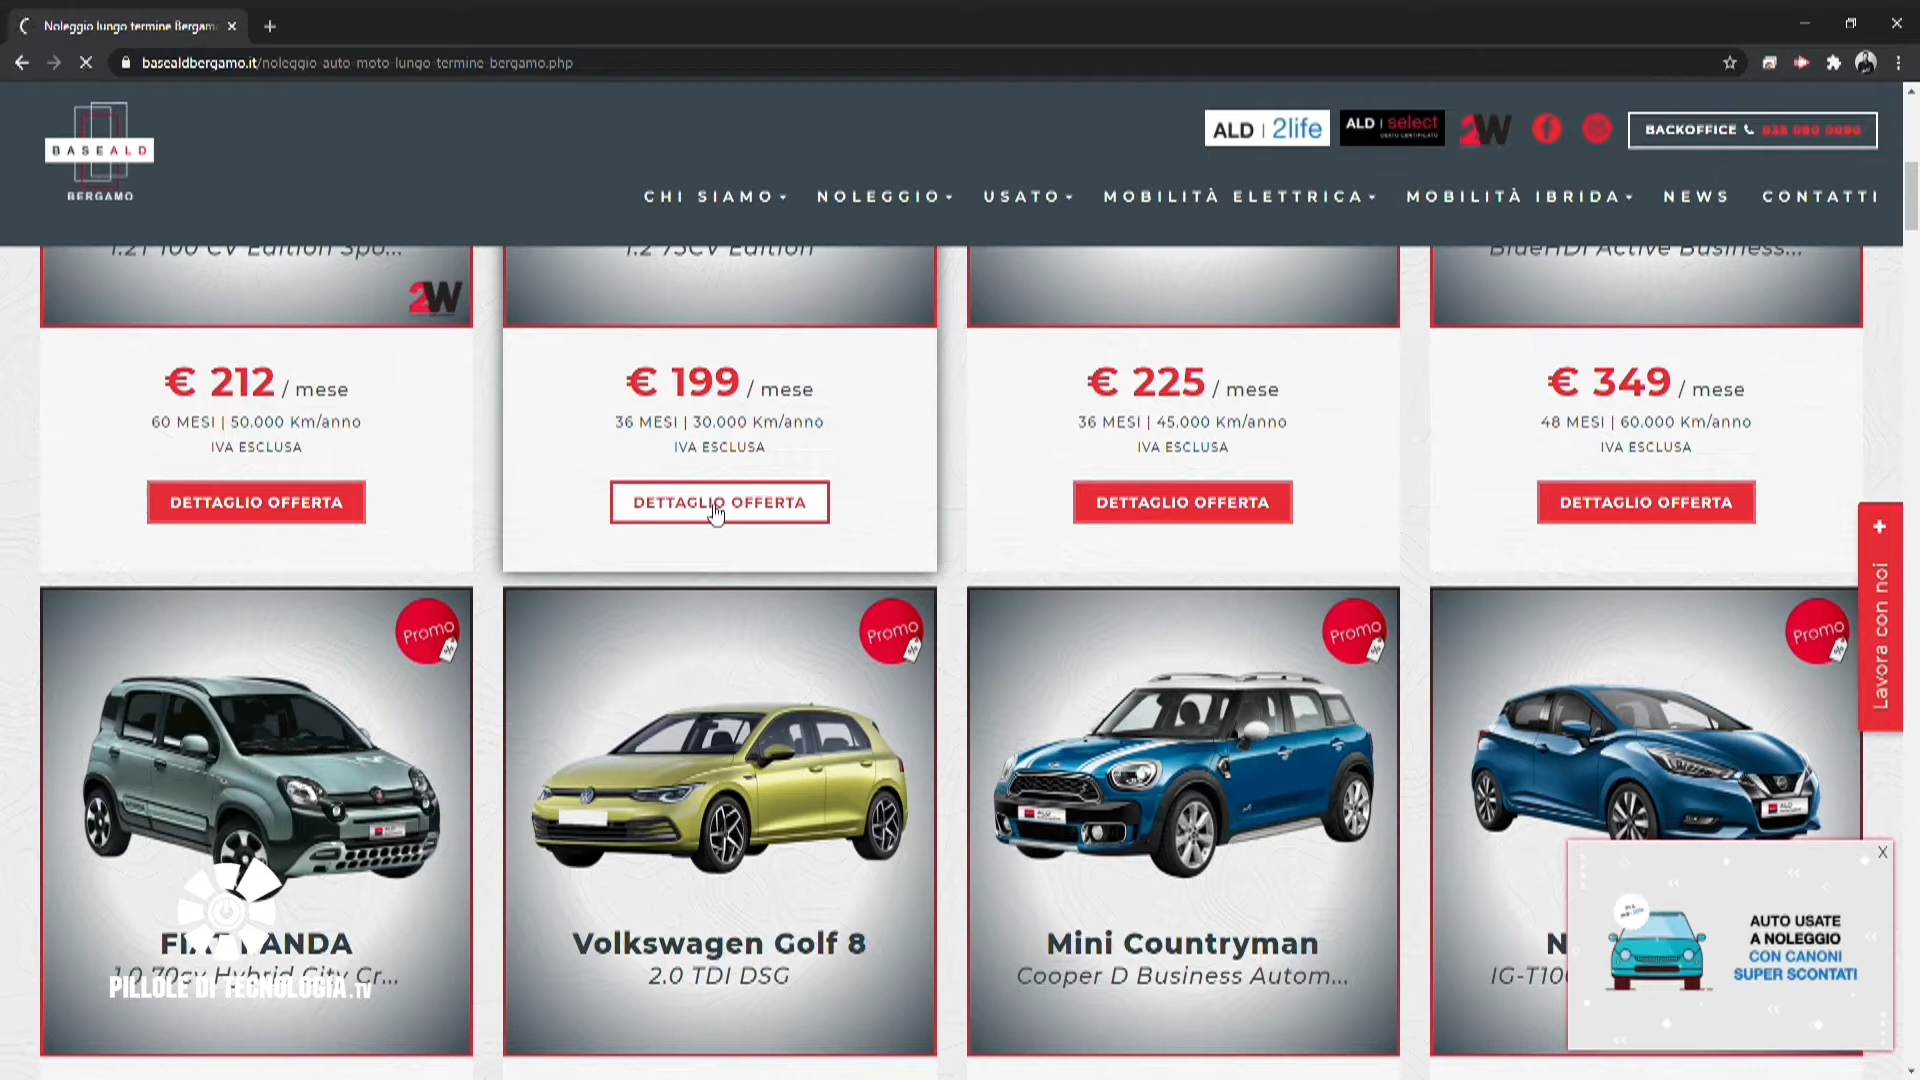 Noleggio lungo termine Bergam
basealdbergamo.it/noleggio-auto-moto-lungo-termine-bergamo.php
BASEALD
BERGAMO
ALD | 2life
ALD | select
USATO CERTIFICATO
2W
BACKOFFICE
CHI SIAMO NOLEGGIO USATO MOBILITÀ ELETTRICA MOBILITÀ IBRIDA NEWS CONTATTI
1.2T 100 CV Edition Spo...
1.2 75CV Edition
BlueHDi Active Business...
2W
€ 212 / mese
60 MESI | 50.000 Km/anno
IVA ESCLUSA
DETTAGLIO OFFERTA
€ 199 / mese
36 MESI | 30.000 Km/anno
IVA ESCLUSA
DETTAGLIO OFFERTA
€ 225 / mese
36 MESI | 45.000 Km/anno
IVA ESCLUSA
DETTAGLIO OFFERTA
€ 349 / mese
48 MESI | 60.000 Km/anno
IVA ESCLUSA
DETTAGLIO OFFERTA
+ Lavora con noi
Promo
%
Promo
%
Promo
%
Promo
%
ANDA
1.0 70cv Hybrid City Cr...
PILLOLE DI TECNOLOGIA.TV
Volkswagen Golf 8
2.0 TDI DSG
Mini Countryman
Cooper D Business Autom...
N
IG-T10
X
AUTO USATE
A NOLEGGIO
CON CANONI
SUPER SCONTATI